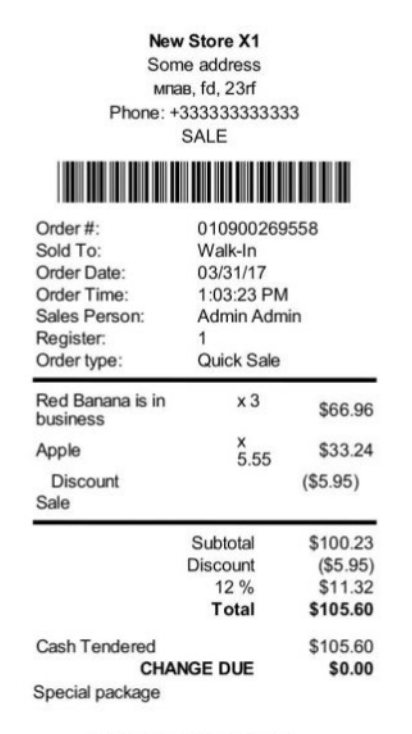 New Store X1
Some address
мпав, fd, 23rf
Phone: +333333333333
SALE
Order #: 010900269558
Sold To: Walk-In
Order Date: 03/31/17
Order Time: 1:03:23 PM
Sales Person: Admin Admin
Register: 1
Order type: Quick Sale
Red Banana is in x 3 $66.96
business
Apple x 5.55 $33.24
Discount ($5.95)
Sale
Subtotal $100.23
Discount ($5.95)
12 % $11.32
Total $105.60
Cash Tendered $105.60
CHANGE DUE $0.00
Special package